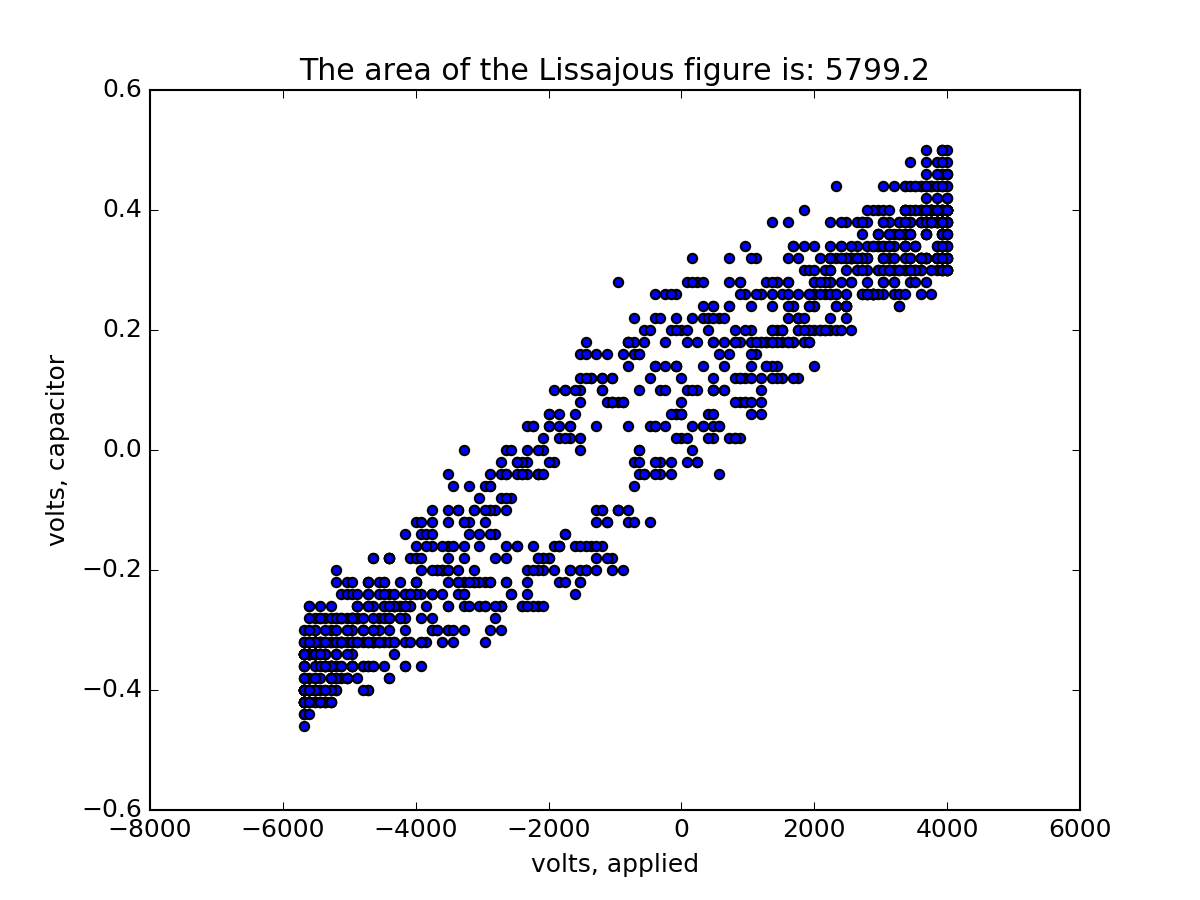 The area of the Lissajous figure is: 5799.2
0.6
0.4
0.2
0.0
−0.2
−0.4
−0.6
−8000 −6000 −4000 −2000 0 2000 4000 6000
volts, capacitor
volts, applied